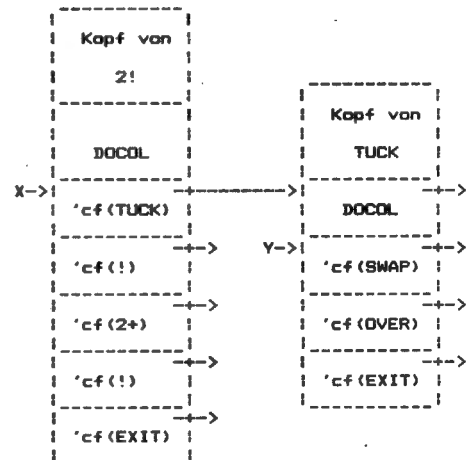 Kopf von
2!
DOCOL
X->
'cf(TUCK)
'cf(!)
'cf(2+)
'cf(!)
'cf(EXIT)
Kopf von
TUCK
DOCOL
Y->
'cf(SWAP)
'cf(OVER)
'cf(EXIT)